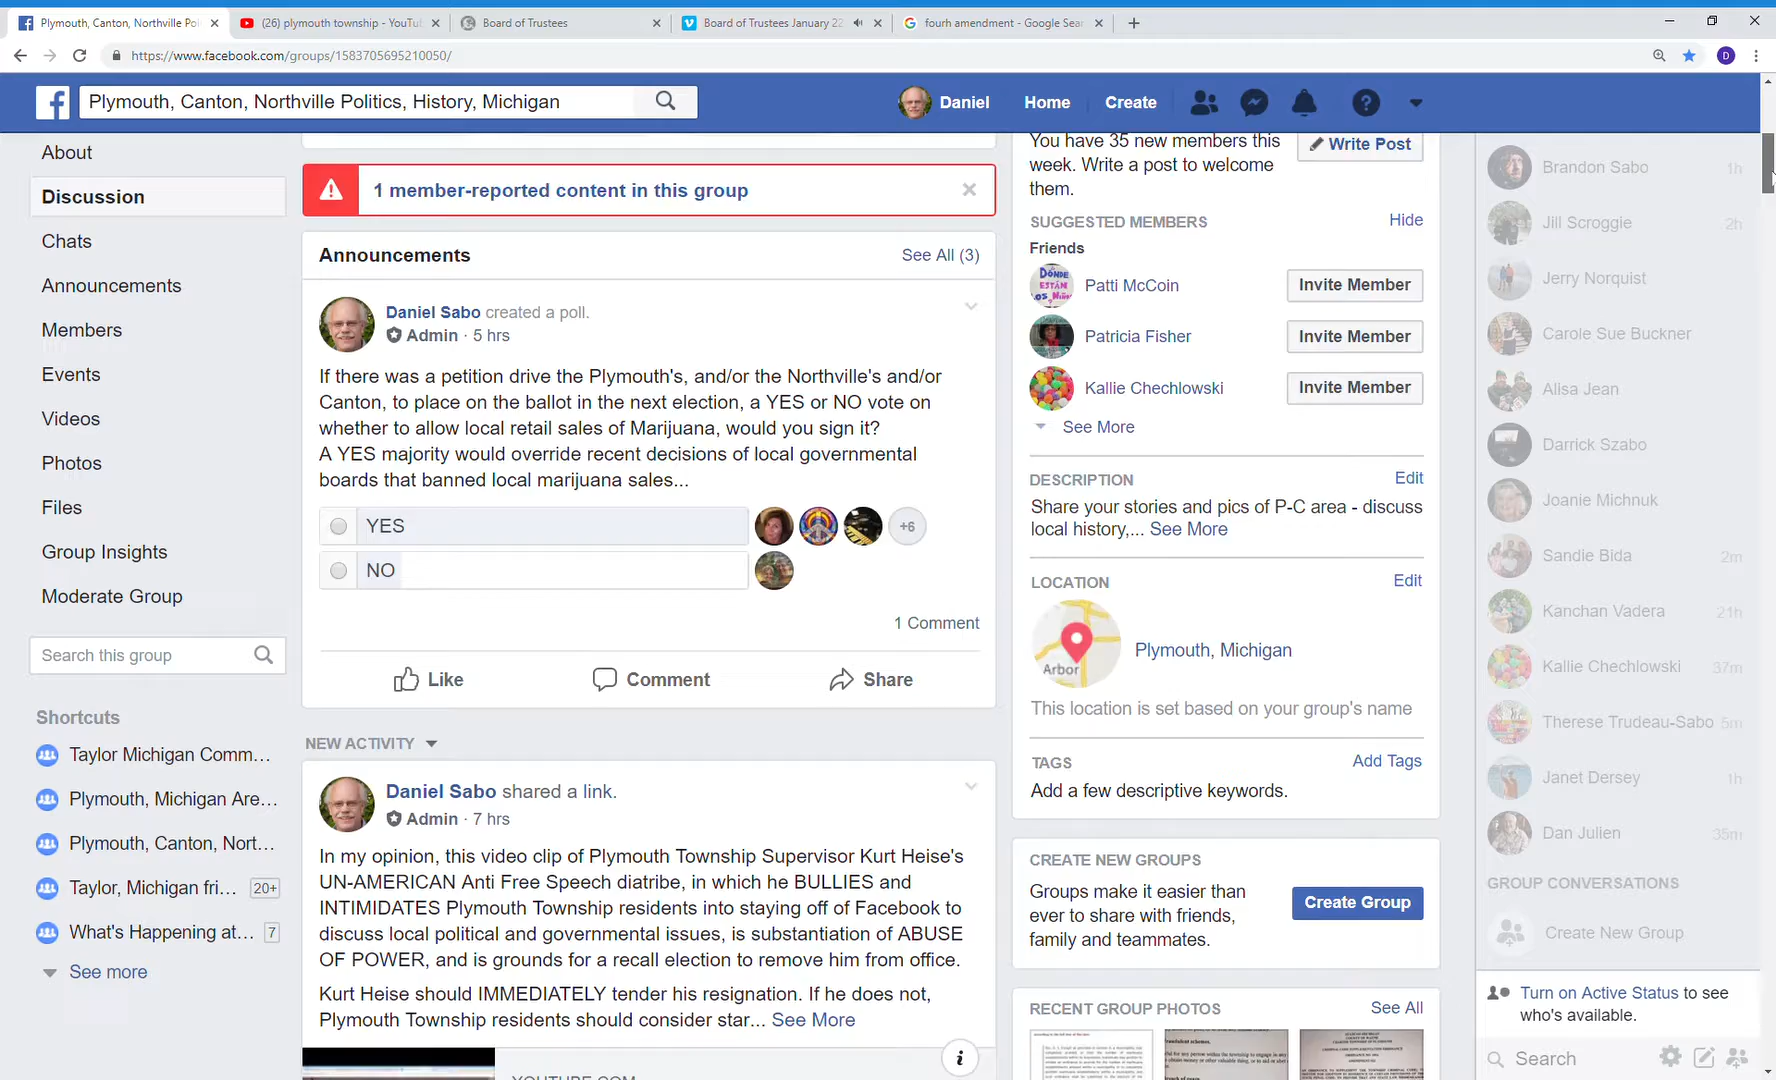 Plymouth, Canton, Northville Pol
(26) plymouth township - YouTu
Board of Trustees
Board of Trustees January 22
fourh amendment - Google Sea
https://www.facebook.com/groups/1583705695210050/
D
Plymouth, Canton, Northville Politics, History, Michigan
Daniel
Home
Create
About
Discussion
Chats
Announcements
Members
Events
Videos
Photos
Files
Group Insights
Moderate Group
Search this group
Shortcuts
Taylor Michigan Comm...
Plymouth, Michigan Are...
Plymouth, Canton, Nort...
Taylor, Michigan fri... 20+
What's Happening at... 7
See more
1 member-reported content in this group
Announcements
See All (3)
Daniel Sabo created a poll.
Admin · 5 hrs
If there was a petition drive the Plymouth's, and/or the Northville's and/or
Canton, to place on the ballot in the next election, a YES or NO vote on
whether to allow local retail sales of Marijuana, would you sign it?
A YES majority would override recent decisions of local governmental
boards that banned local marijuana sales...
YES
+6
NO
1 Comment
Like
Comment
Share
NEW ACTIVITY
Daniel Sabo shared a link.
Admin · 7 hrs
In my opinion, this video clip of Plymouth Township Supervisor Kurt Heise's
UN-AMERICAN Anti Free Speech diatribe, in which he BULLIES and
INTIMIDATES Plymouth Township residents into staying off of Facebook to
discuss local political and governmental issues, is substantiation of ABUSE
OF POWER, and is grounds for a recall election to remove him from office.
Kurt Heise should IMMEDIATELY tender his resignation. If he does not,
Plymouth Township residents should consider star... See More
YOUTUBE.COM
You have 35 new members this
week. Write a post to welcome
them.
Write Post
SUGGESTED MEMBERS
Hide
Friends
DONDE
ESTÁN
Patti McCoin
Invite Member
Patricia Fisher
Invite Member
Kallie Chechlowski
Invite Member
See More
DESCRIPTION
Edit
Share your stories and pics of P-C area - discuss
local history,... See More
LOCATION
Edit
Arbor
Plymouth, Michigan
This location is set based on your group's name
TAGS
Add Tags
Add a few descriptive keywords.
CREATE NEW GROUPS
Groups make it easier than
ever to share with friends,
family and teammates.
Create Group
RECENT GROUP PHOTOS
See All
Brandon Sabo 1h
Jill Scroggie 2h
Jerry Norquist
Carole Sue Buckner
Alisa Jean
Darrick Szabo
Joanie Michnuk
Sandie Bida 2m
Kanchan Vadera 21h
Kallie Chechlowski 37m
Therese Trudeau-Sabo 5m
Janet Dersey 1h
Dan Julien 35m
GROUP CONVERSATIONS
Create New Group
Turn on Active Status to see
who's available.
Search